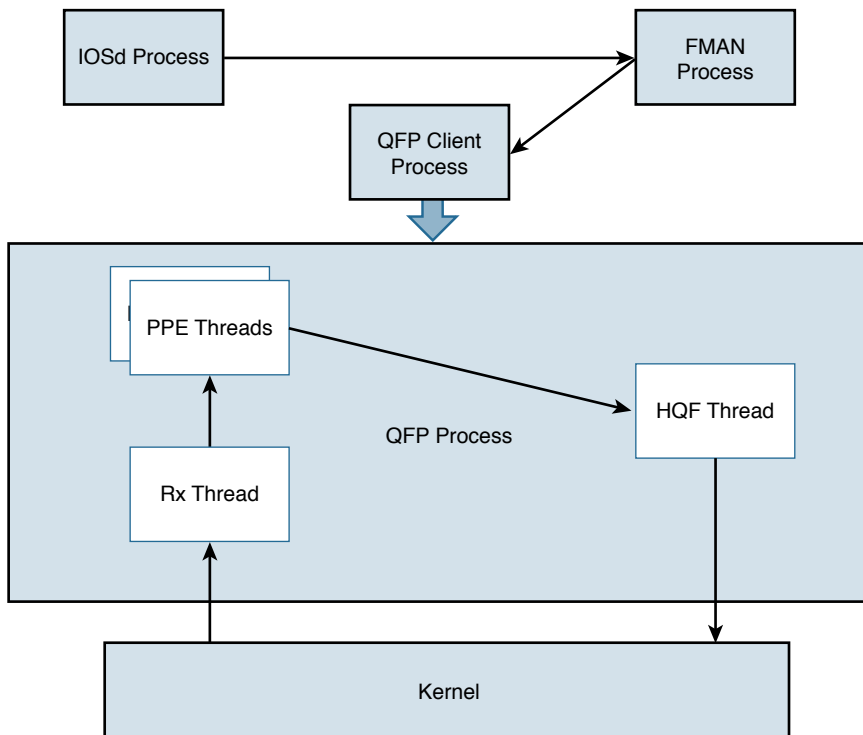 IOSd Process
FMAN
Process
QFP Client
Process
PPE Threads
HQF Thread
QFP Process
Rx Thread
Kernel